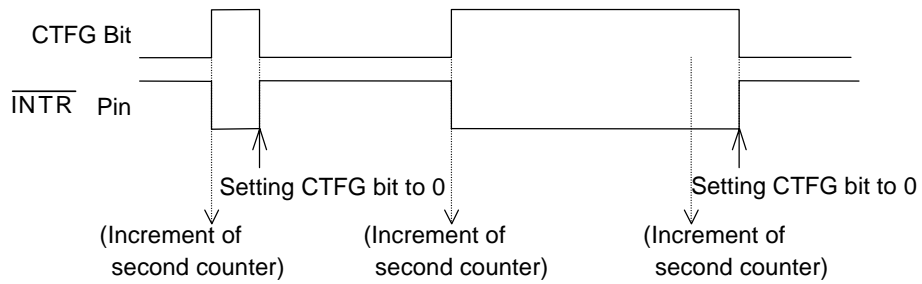 CTFG Bit
INTR Pin
Setting CTFG bit to 0
Setting CTFG bit to 0
(Increment of
second counter)
(Increment of
second counter)
(Increment of
second counter)